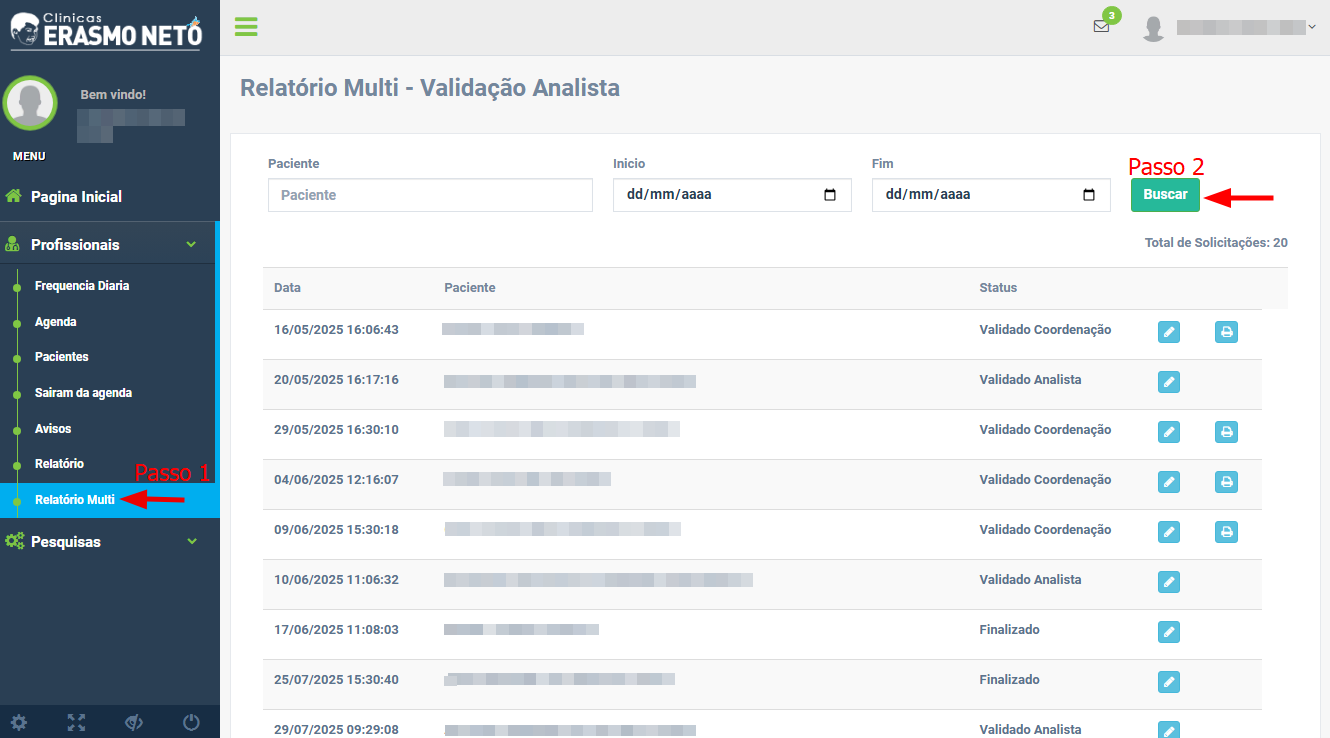 Clinicas
ERASMO NETO
3
Bem vindo!
MENU
Pagina Inicial
Profissionais
Frequencia Diaria
Agenda
Pacientes
Sairam da agenda
Avisos
Relatório
Passo 1
Relatório Multi
Pesquisas
Relatório Multi - Validação Analista
Paciente Inicio Fim Passo 2
Paciente dd/mm/aaaa dd/mm/aaaa Buscar
Total de Solicitações: 20
Data Paciente Status
16/05/2025 16:06:43 Validado Coordenação
20/05/2025 16:17:16 Validado Analista
29/05/2025 16:30:10 Validado Coordenação
04/06/2025 12:16:07 Validado Coordenação
09/06/2025 15:30:18 Validado Coordenação
10/06/2025 11:06:32 Validado Analista
17/06/2025 11:08:03 Finalizado
25/07/2025 15:30:40 Finalizado
29/07/2025 09:29:08 Validado Analista